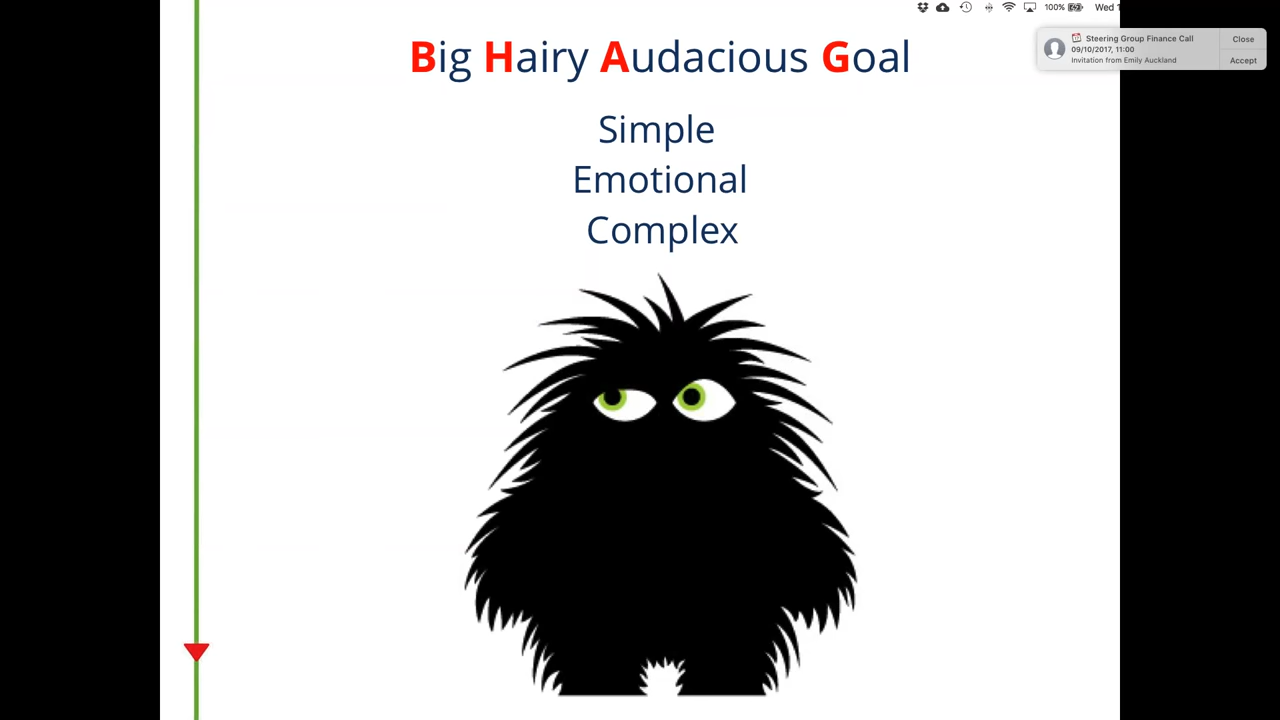 100%
Wed
Big Hairy Audacious Goal
Steering Group Finance Call
Close
09/10/2017, 11:00
Invitation from Emily Auckland
Accept
Simple
Emotional
Complex